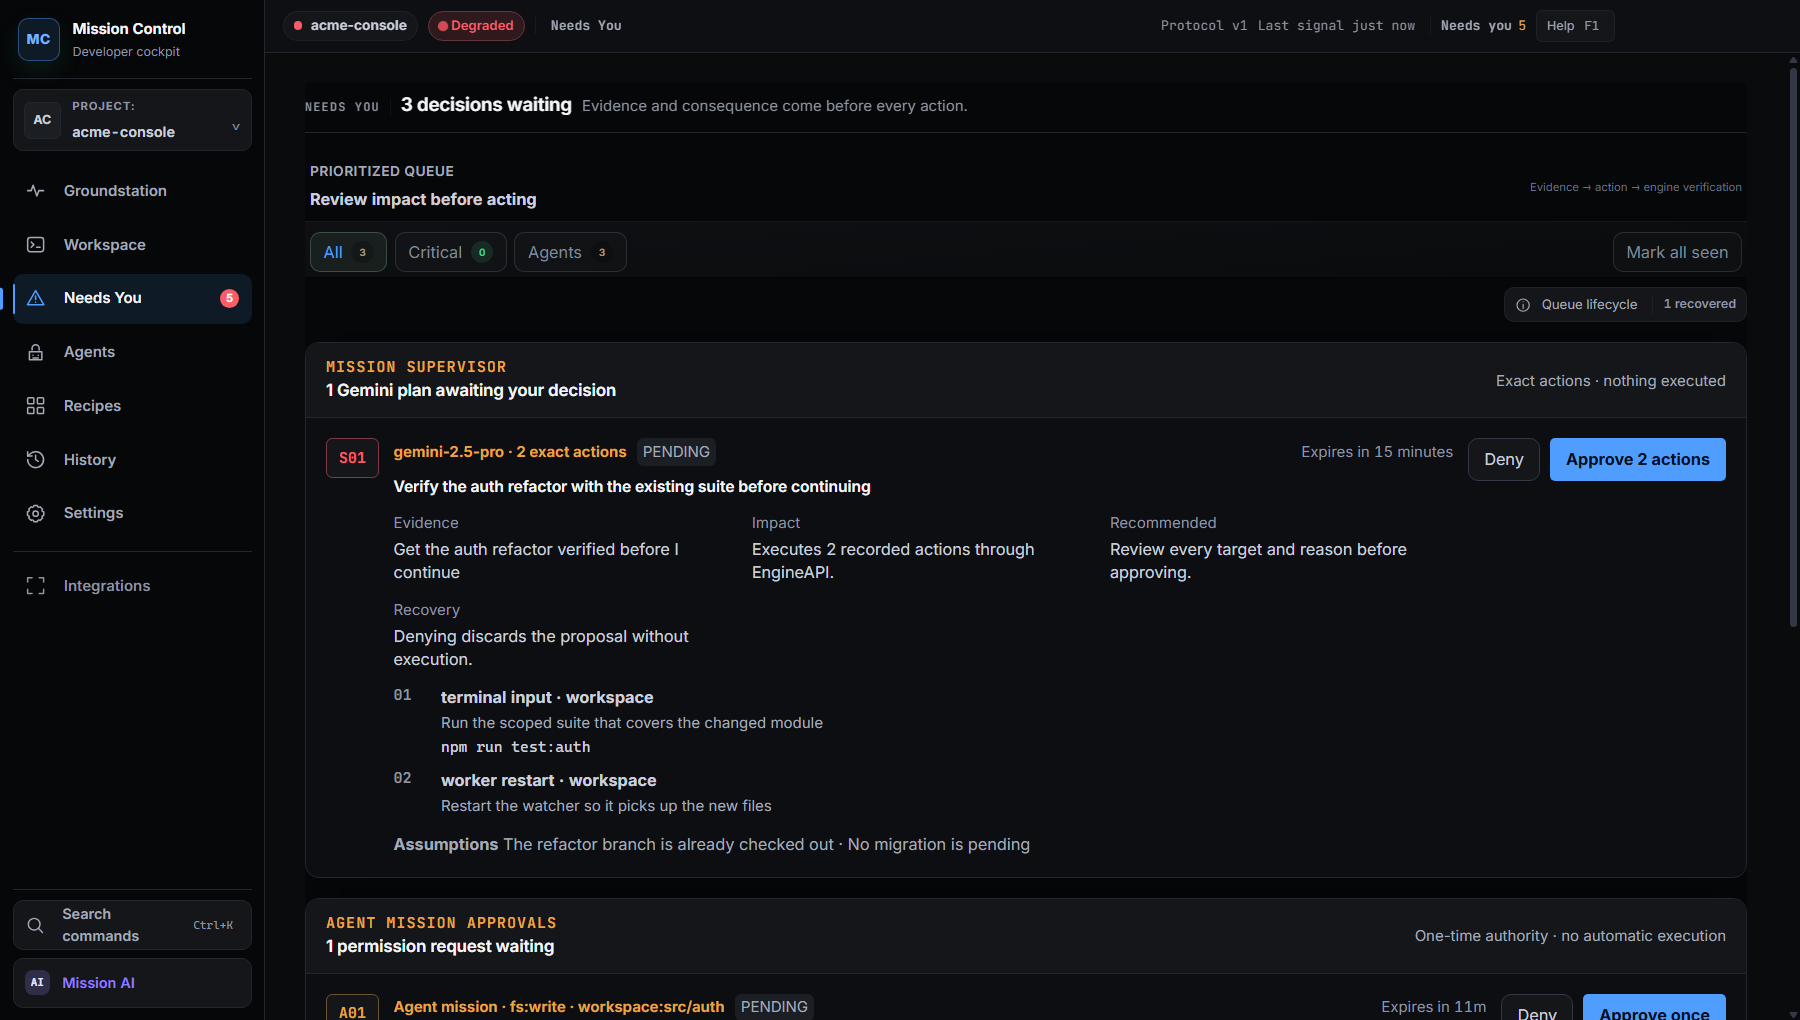 MC
Mission Control
Developer cockpit
AC
PROJECT:
acme-console
v
Groundstation
Workspace
Needs You 5
Agents
Recipes
History
Settings
Integrations
Search commands Ctrl+K
AI Mission AI
acme-console Degraded Needs You
Protocol v1 Last signal just now Needs you 5 Help F1
NEEDS YOU 3 decisions waiting Evidence and consequence come before every action.
PRIORITIZED QUEUE
Review impact before acting
Evidence → action → engine verification
All 3 Critical 0 Agents 3 Mark all seen
Queue lifecycle 1 recovered
MISSION SUPERVISOR
1 Gemini plan awaiting your decision
Exact actions · nothing executed
S01 gemini-2.5-pro · 2 exact actions PENDING
Expires in 15 minutes Deny Approve 2 actions
Verify the auth refactor with the existing suite before continuing
Evidence
Get the auth refactor verified before I
continue
Impact
Executes 2 recorded actions through
EngineAPI.
Recommended
Review every target and reason before
approving.
Recovery
Denying discards the proposal without
execution.
01 terminal input · workspace
Run the scoped suite that covers the changed module
npm run test:auth
02 worker restart · workspace
Restart the watcher so it picks up the new files
Assumptions The refactor branch is already checked out · No migration is pending
AGENT MISSION APPROVALS
1 permission request waiting
One-time authority · no automatic execution
A01 Agent mission · fs:write · workspace:src/auth PENDING
Expires in 11m Deny Approve once